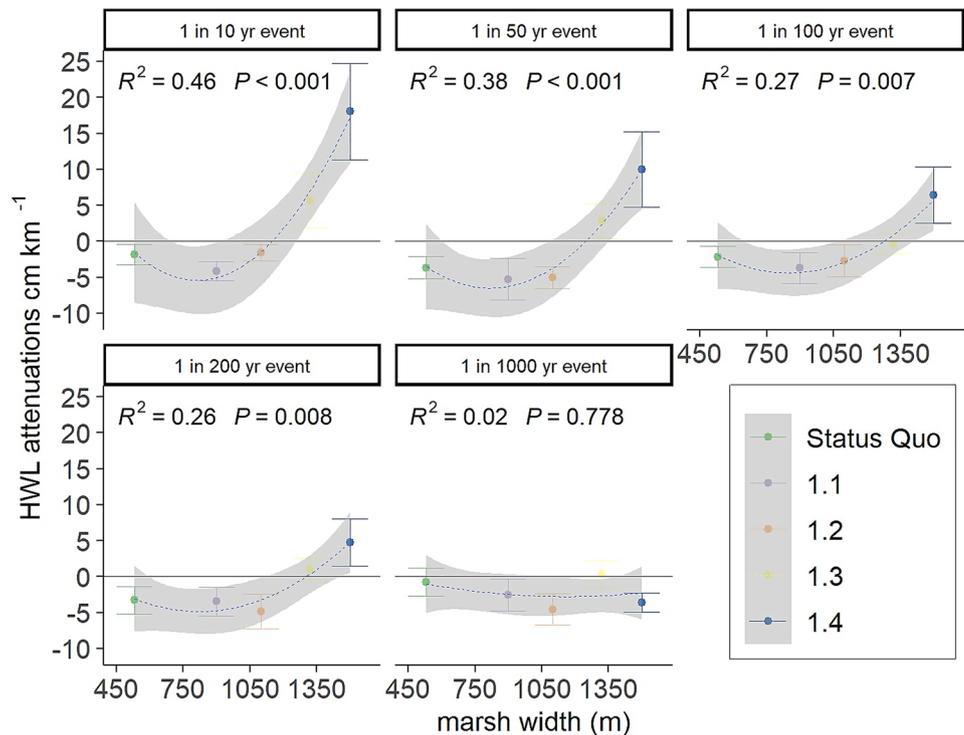 1 in 10 yr event
1 in 50 yr event
1 in 100 yr event
R² = 0.46 P < 0.001
R² = 0.38 P < 0.001
R² = 0.27 P = 0.007
25
20
15
10
5
0
-5
-10
450 750 1050 1350
1 in 200 yr event
1 in 1000 yr event
R² = 0.26 P = 0.008
R² = 0.02 P = 0.778
25
20
15
10
5
0
-5
-10
450 750 1050 1350
450 750 1050 1350
HWL attenuations cm km⁻¹
marsh width (m)
Status Quo
1.1
1.2
1.3
1.4